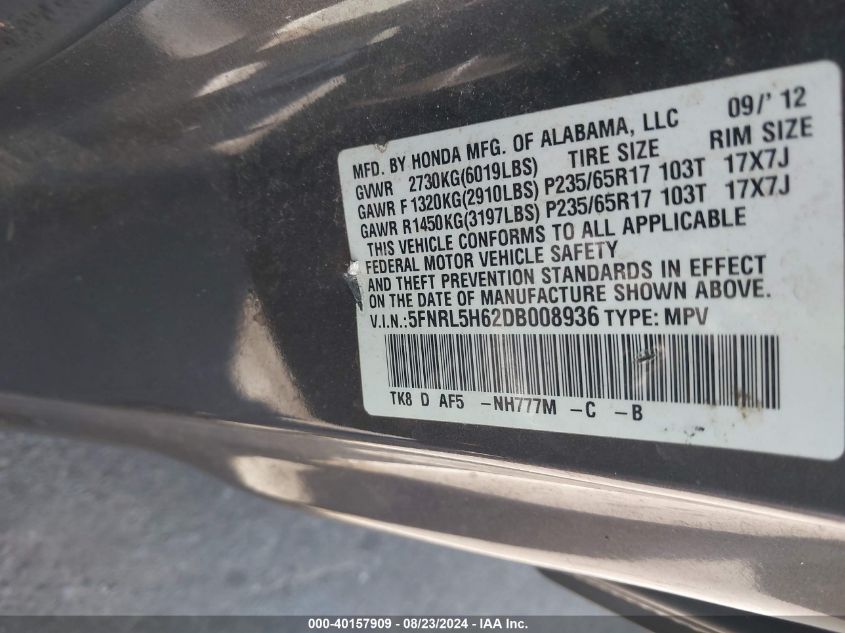 09/' 12
MFD. BY HONDA MFG. OF ALABAMA, LLC
GVWR 2730KG(6019LBS) TIRE SIZE RIM SIZE
GAWR F 1320KG(2910LBS) P235/65R17 103T 17X7J
GAWR R1450KG(3197LBS) P235/65R17 103T 17X7J
THIS VEHICLE CONFORMS TO ALL APPLICABLE
FEDERAL MOTOR VEHICLE SAFETY
AND THEFT PREVENTION STANDARDS IN EFFECT
ON THE DATE OF MANUFACTURE SHOWN ABOVE.
V.I.N.:5FNRL5H62DB008936 TYPE: MPV
TK8 D AF5 -NH777M -C -B
000-40157909 / 08/23/2024 - © IAA Inc.